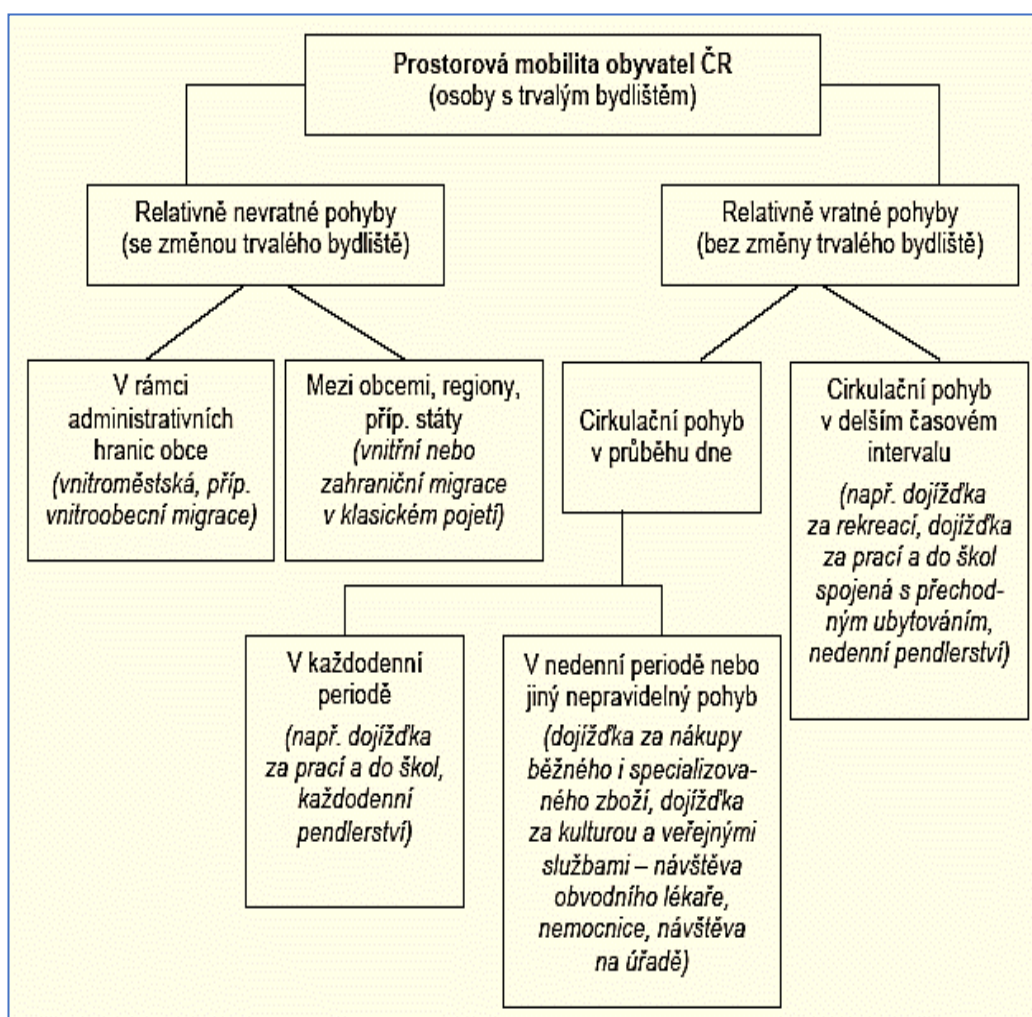 Prostorová mobilita obyvatel ČR
(osoby s trvalým bydlištěm)
Relativně nevratné pohyby
(se změnou trvalého bydliště)
Relativně vratné pohyby
(bez změny trvalého bydliště)
V rámci
administrativních
hranic obce
(vnitroměstská, příp.
vnitroobecní migrace)
Mezi obcemi, regiony,
příp. státy
(vnitřní nebo
zahraniční migrace
v klasickém pojetí)
Cirkulační pohyb
v průběhu dne
Cirkulační pohyb
v delším časovém
intervalu
(např. dojížďka
za rekreací, dojížďka
za prací a do škol
spojená s přechod-
ným ubytováním,
nedenní pendlerství)
V každodenní
periodě
(např. dojížďka
za prací a do škol,
každodenní
pendlerství)
V nedenní periodě nebo
jiný nepravidelný pohyb
(dojížďka za nákupy
běžného i specializova-
ného zboží, dojížďka
za kulturou a veřejnými
službami – návštěva
obvodního lékaře,
nemocnice, návštěva
na úřadě)